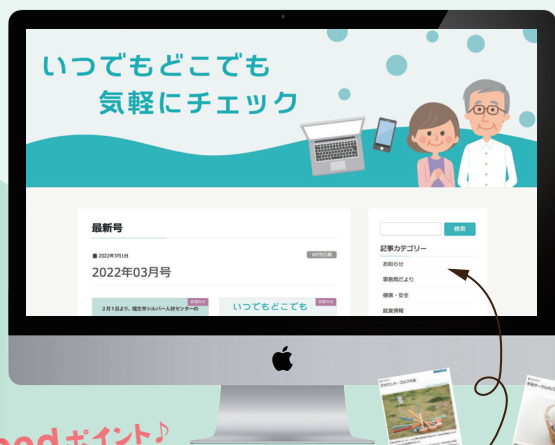 いつでもどこでも
気軽にチェック
最新号
2022年3月1日
WEB広報
2022年03月号
お知らせ
2月1日より、福生市シルバー人材センターの
お知らせ
いつでもどこでも
検索
記事カテゴリー
お知らせ
事務局だより
健康・安全
就業情報
ポイント♪